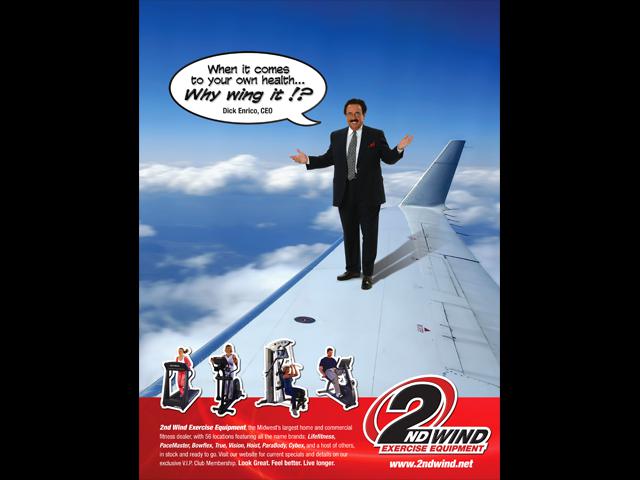 When it comes
to your own health...
Why wing it !?
Dick Enrico, CEO
2nd Wind Exercise Equipment, the Midwest's largest home and commercial
fitness dealer, with 56 locations featuring all the name brands: Lifefitness,
PaceMaster, Bowflex, True, Vision, Hoist, ParaBody, Cybex, and a host of others,
in stock and ready to go. Visit our website for current specials and details on our
exclusive V.I.P. Club Membership. Look Great. Feel better. Live longer.
2ND WIND
EXERCISE EQUIPMENT
www.2ndwind.net